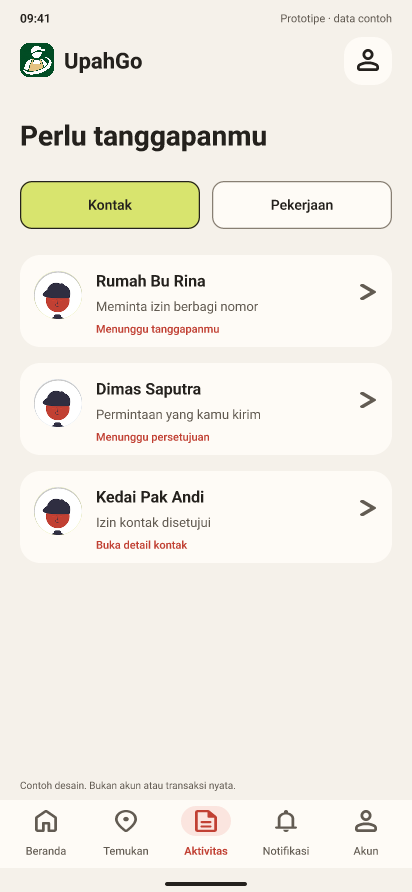 09:41
Prototipe · data contoh
UpahGo
Perlu tanggapanmu
Kontak
Pekerjaan
Rumah Bu Rina
Meminta izin berbagi nomor
Menunggu tanggapanmu
Dimas Saputra
Permintaan yang kamu kirim
Menunggu persetujuan
Kedai Pak Andi
Izin kontak disetujui
Buka detail kontak
Contoh desain. Bukan akun atau transaksi nyata.
Beranda
Temukan
Aktivitas
Notifikasi
Akun